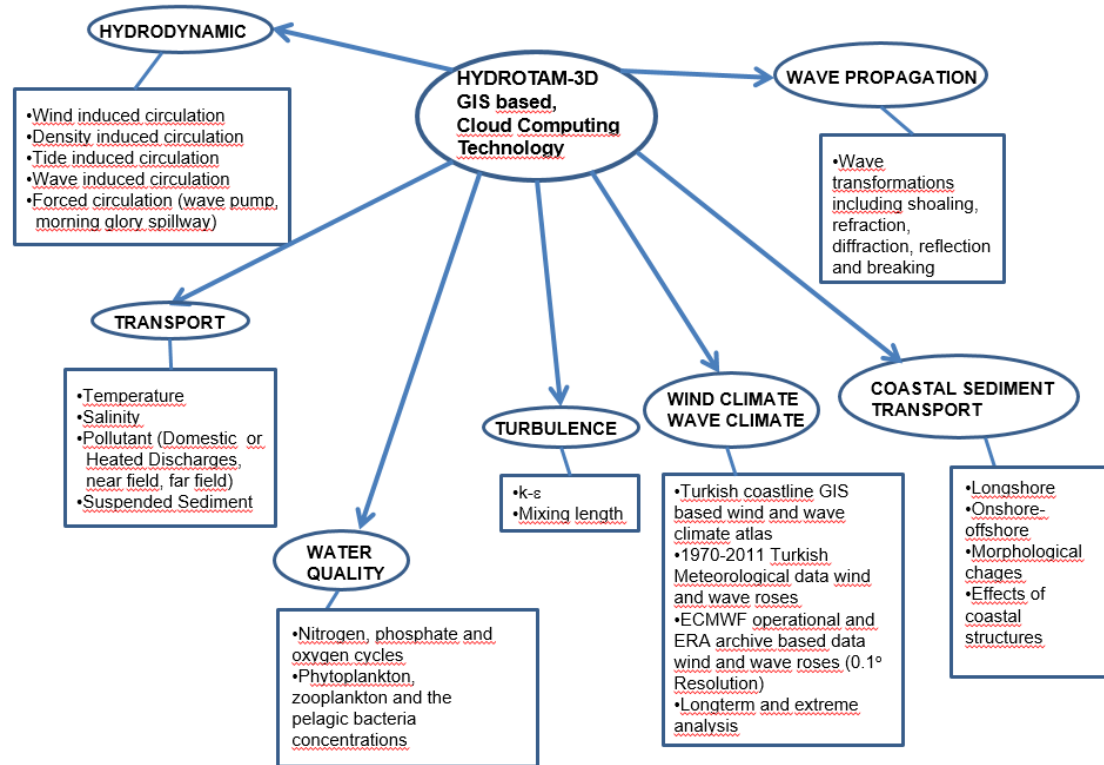 HYDRODYNAMIC
•Wind induced circulation
•Density induced circulation
•Tide induced circulation
•Wave induced circulation
•Forced circulation (wave pump,
morning glory spillway)
HYDROTAM-3D
GIS based,
Cloud Computing
Technology
WAVE PROPAGATION
•Wave
transformations
including shoaling,
refraction,
diffraction, reflection
and breaking
TRANSPORT
•Temperature
•Salinity
•Pollutant (Domestic or
Heated Discharges,
near field, far field)
•Suspended Sediment
WATER
QUALITY
•Nitrogen, phosphate and
oxygen cycles
•Phytoplankton,
zooplankton and the
pelagic bacteria
concentrations
TURBULENCE
•k-ε
•Mixing length
WIND CLIMATE
WAVE CLIMATE
•Turkish coastline GIS
based wind and wave
climate atlas
•1970-2011 Turkish
Meteorological data wind
and wave roses
•ECMWF operational and
ERA archive based data
wind and wave roses (0.1º
Resolution)
•Longterm and extreme
analysis
COASTAL SEDIMENT
TRANSPORT
•Longshore
•Onshore-
offshore
•Morphological
chages
•Effects of
coastal
structures